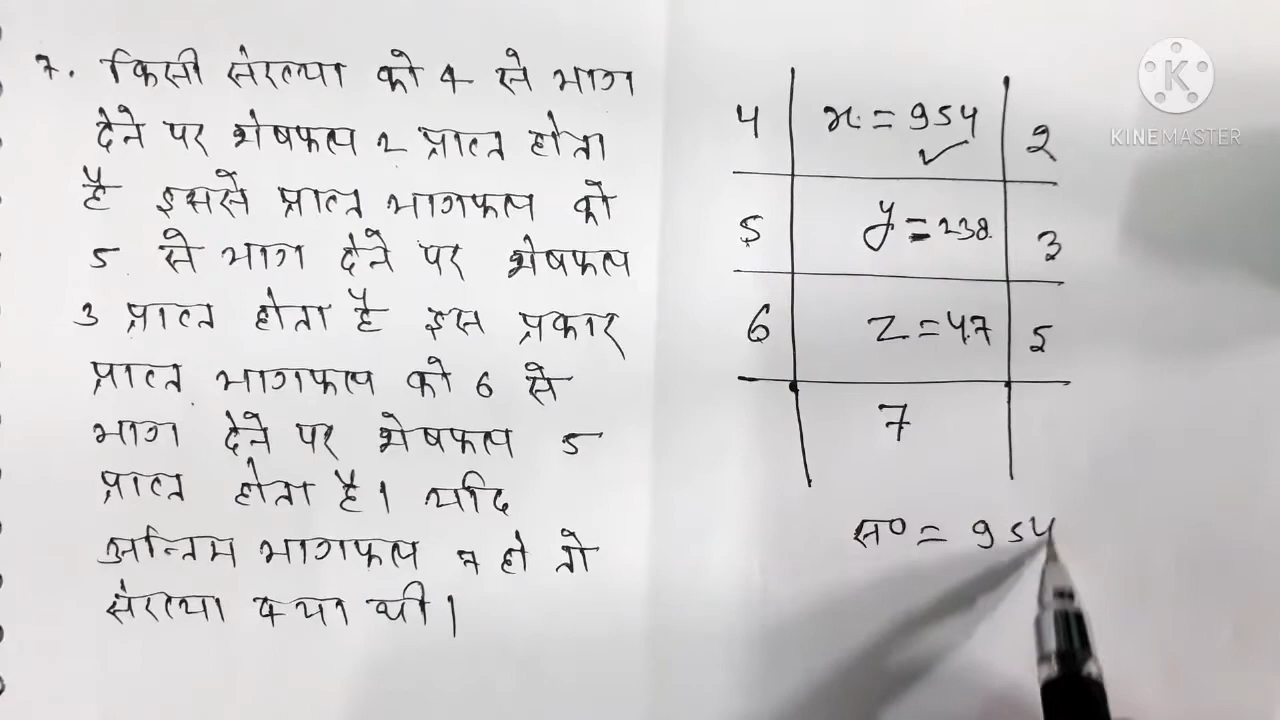 7. किसी संख्या को 4 से भाग
देने पर शेषफल 2 प्राप्त होता
है इससे प्राप्त भागफल को
5 से भाग देने पर शेषफल
3 प्राप्त होता है इस प्रकार
प्राप्त भागफल को 6 से
भाग देने पर शेषफल 5
प्राप्त होता है। यदि
अन्तिम भागफल 7 हो तो
संख्या क्या थी।
4 x = 954 2
5 y = 238 3
6 z = 47 5
7
स० = 954
K
KINEMASTER